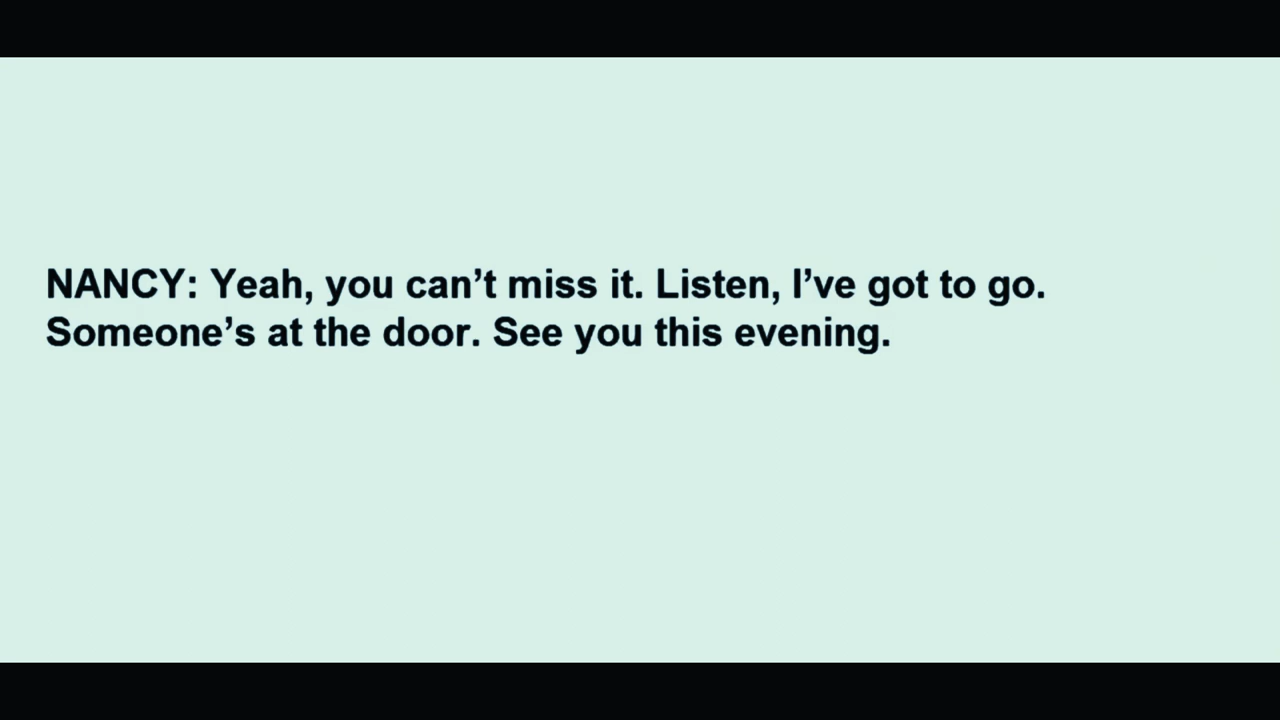 NANCY: Yeah, you can’t miss it. Listen, I’ve got to go.
Someone’s at the door. See you this evening.